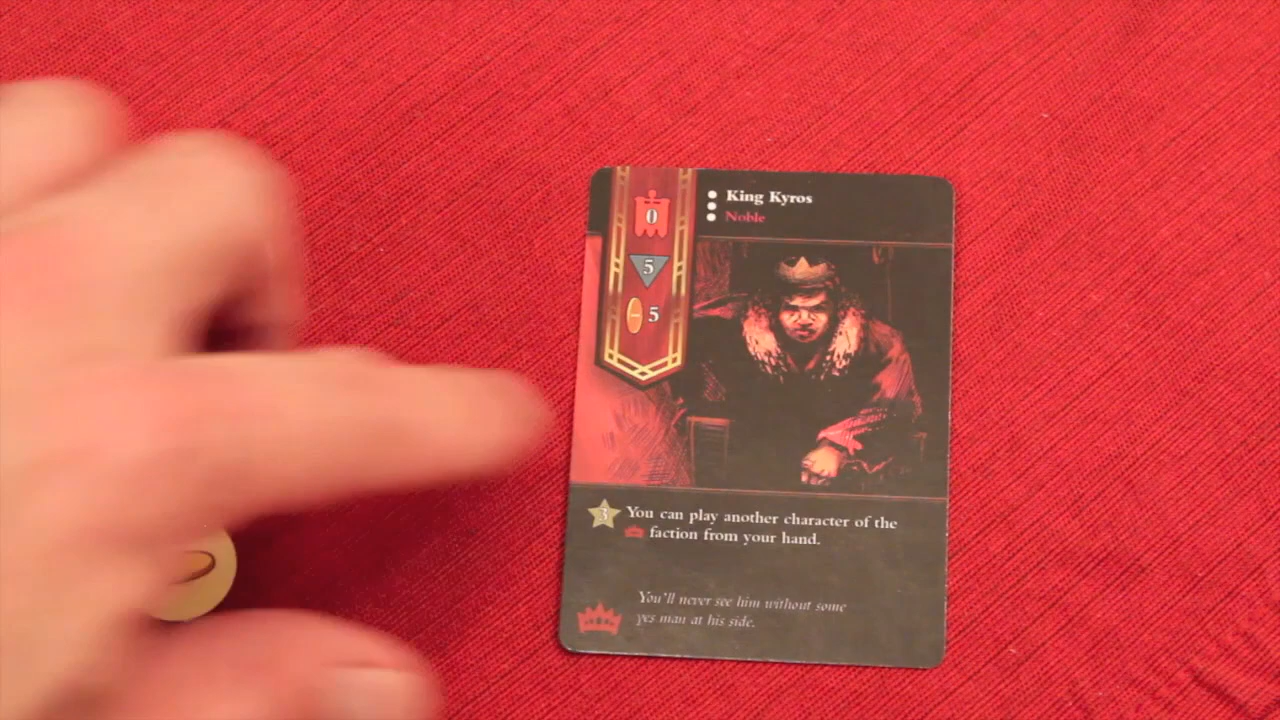 King Kyros
Noble
0
5
5
3 You can play another character of the
faction from your hand.
You'll never see him without some
yes man at his side.